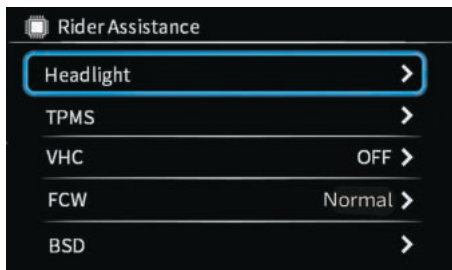 Rider Assistance
Headlight
TPMS
VHC OFF
FCW Normal
BSD